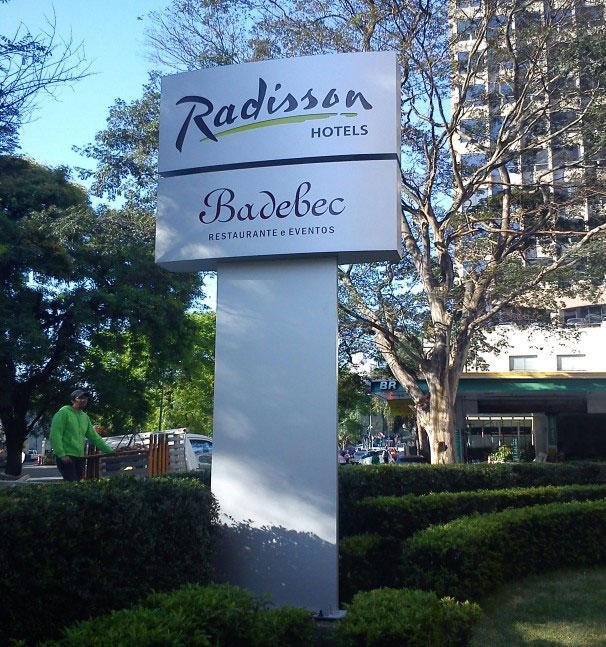 Radisson
HOTELS
Badebec
RESTAURANTE e EVENTOS
BR